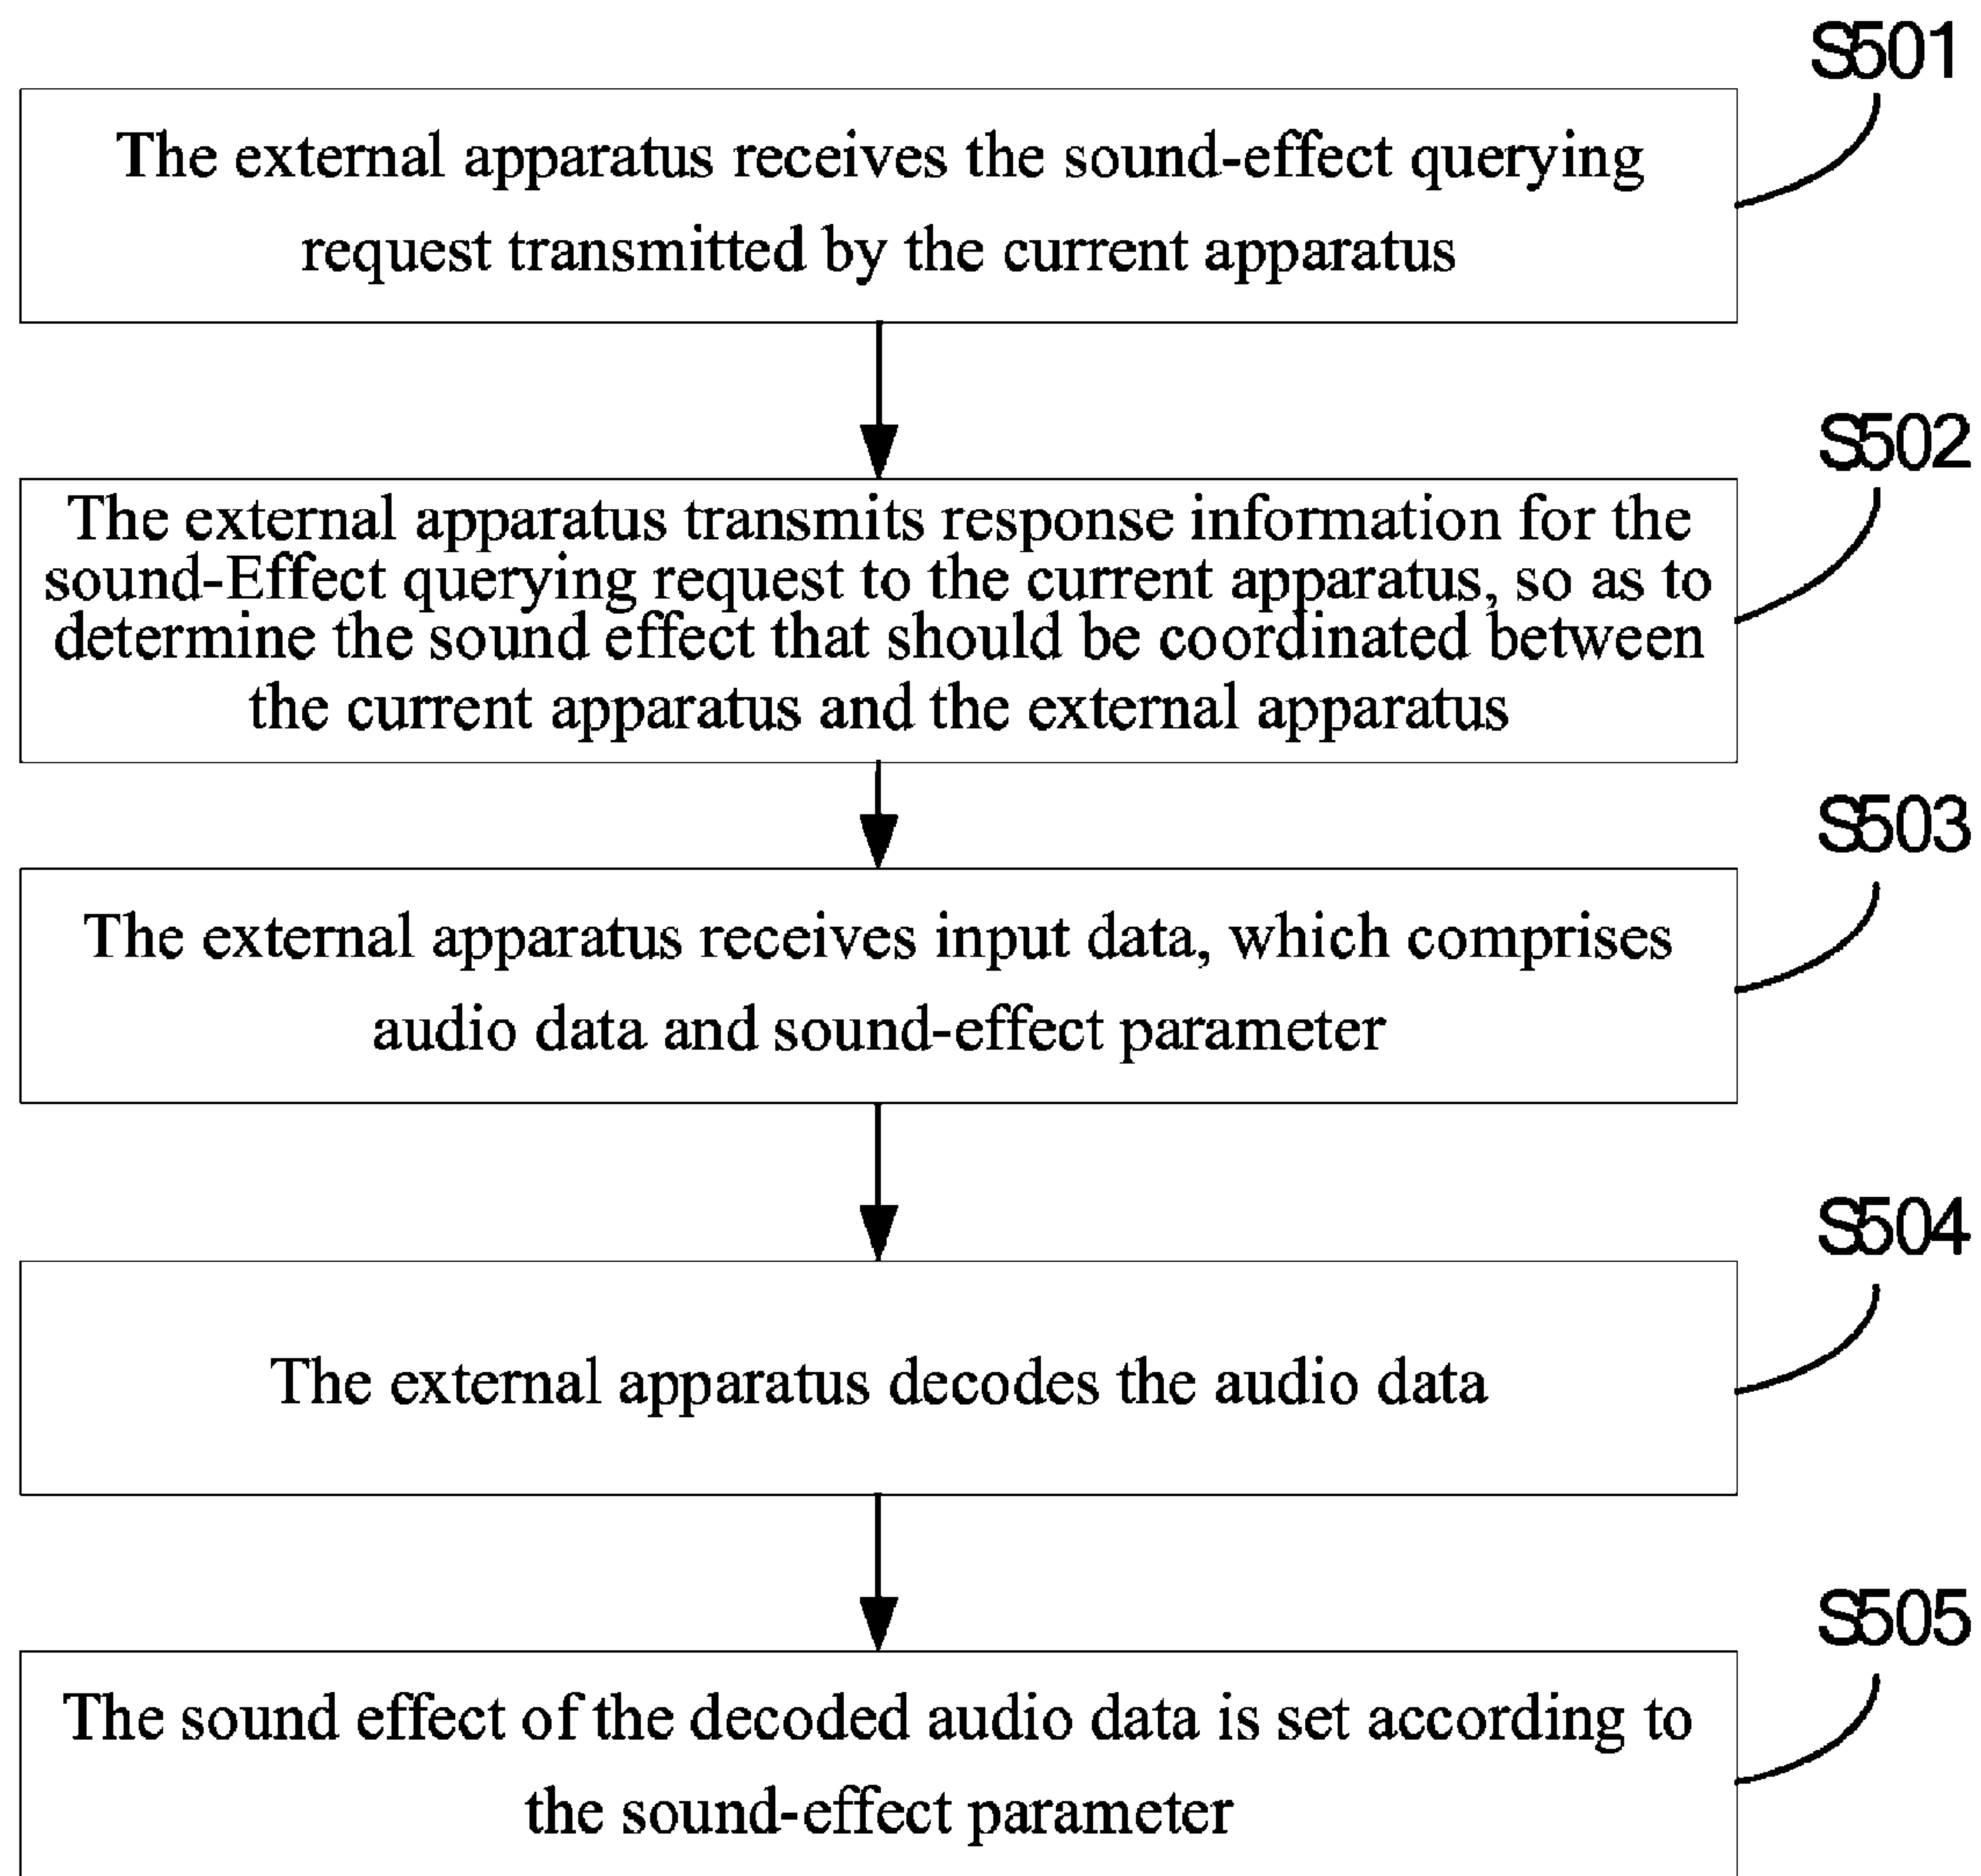 S501
The external apparatus receives the sound-effect querying
request transmitted by the current apparatus
S502
The external apparatus transmits response information for the
sound-Effect querying request to the current apparatus, so as to
determine the sound effect that should be coordinated between
the current apparatus and the external apparatus
S503
The external apparatus receives input data, which comprises
audio data and sound-effect parameter
S504
The external apparatus decodes the audio data
S505
The sound effect of the decoded audio data is set according to
the sound-effect parameter